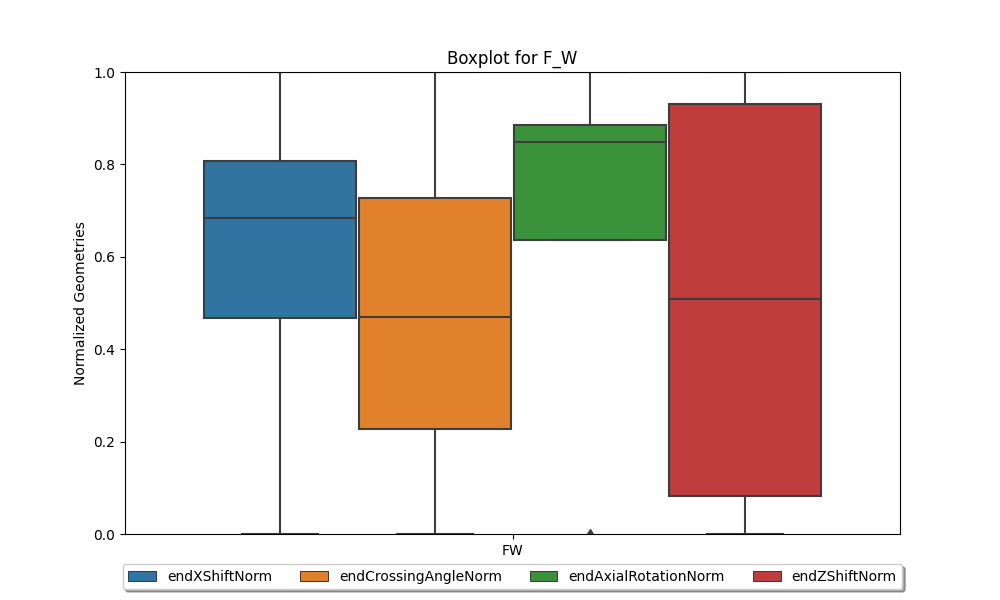 Boxplot for F_W
1.0
0.8
0.6
0.4
0.2
0.0
Normalized Geometries
FW
endXShiftNorm endCrossingAngleNorm endAxialRotationNorm endZShiftNorm